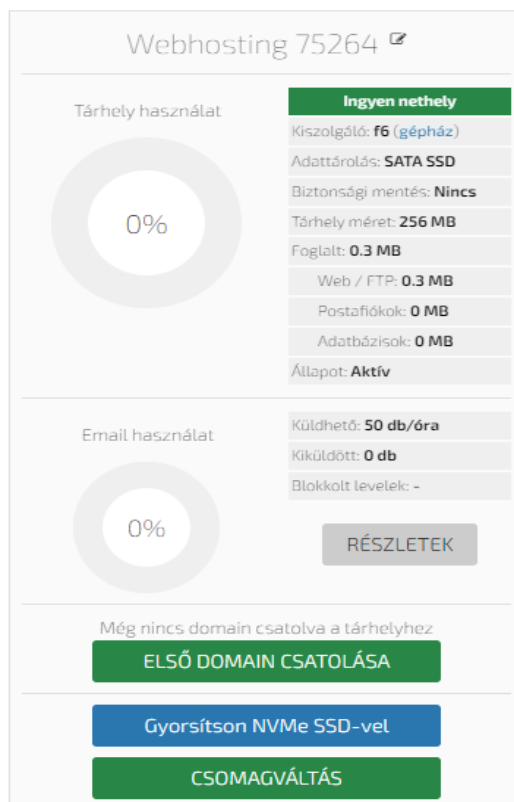 Webhosting 75264
Tárhely használat
0%
Ingyen nethely
Kiszolgáló: f6 (gépház)
Adattárolás: SATA SSD
Biztonsági mentés: Nincs
Tárhely méret: 256 MB
Foglalt: 0.3 MB
Web / FTP: 0.3 MB
Postafiókok: 0 MB
Adatbázisok: 0 MB
Állapot: Aktív
Email használat
0%
Küldhető: 50 db/óra
Kiküldött: 0 db
Blokkolt levelek: -
RÉSZLETEK
Még nincs domain csatolva a tárhelyhez
ELSŐ DOMAIN CSATOLÁSA
Gyorsítson NVMe SSD-vel
CSOMAGVÁLTÁS